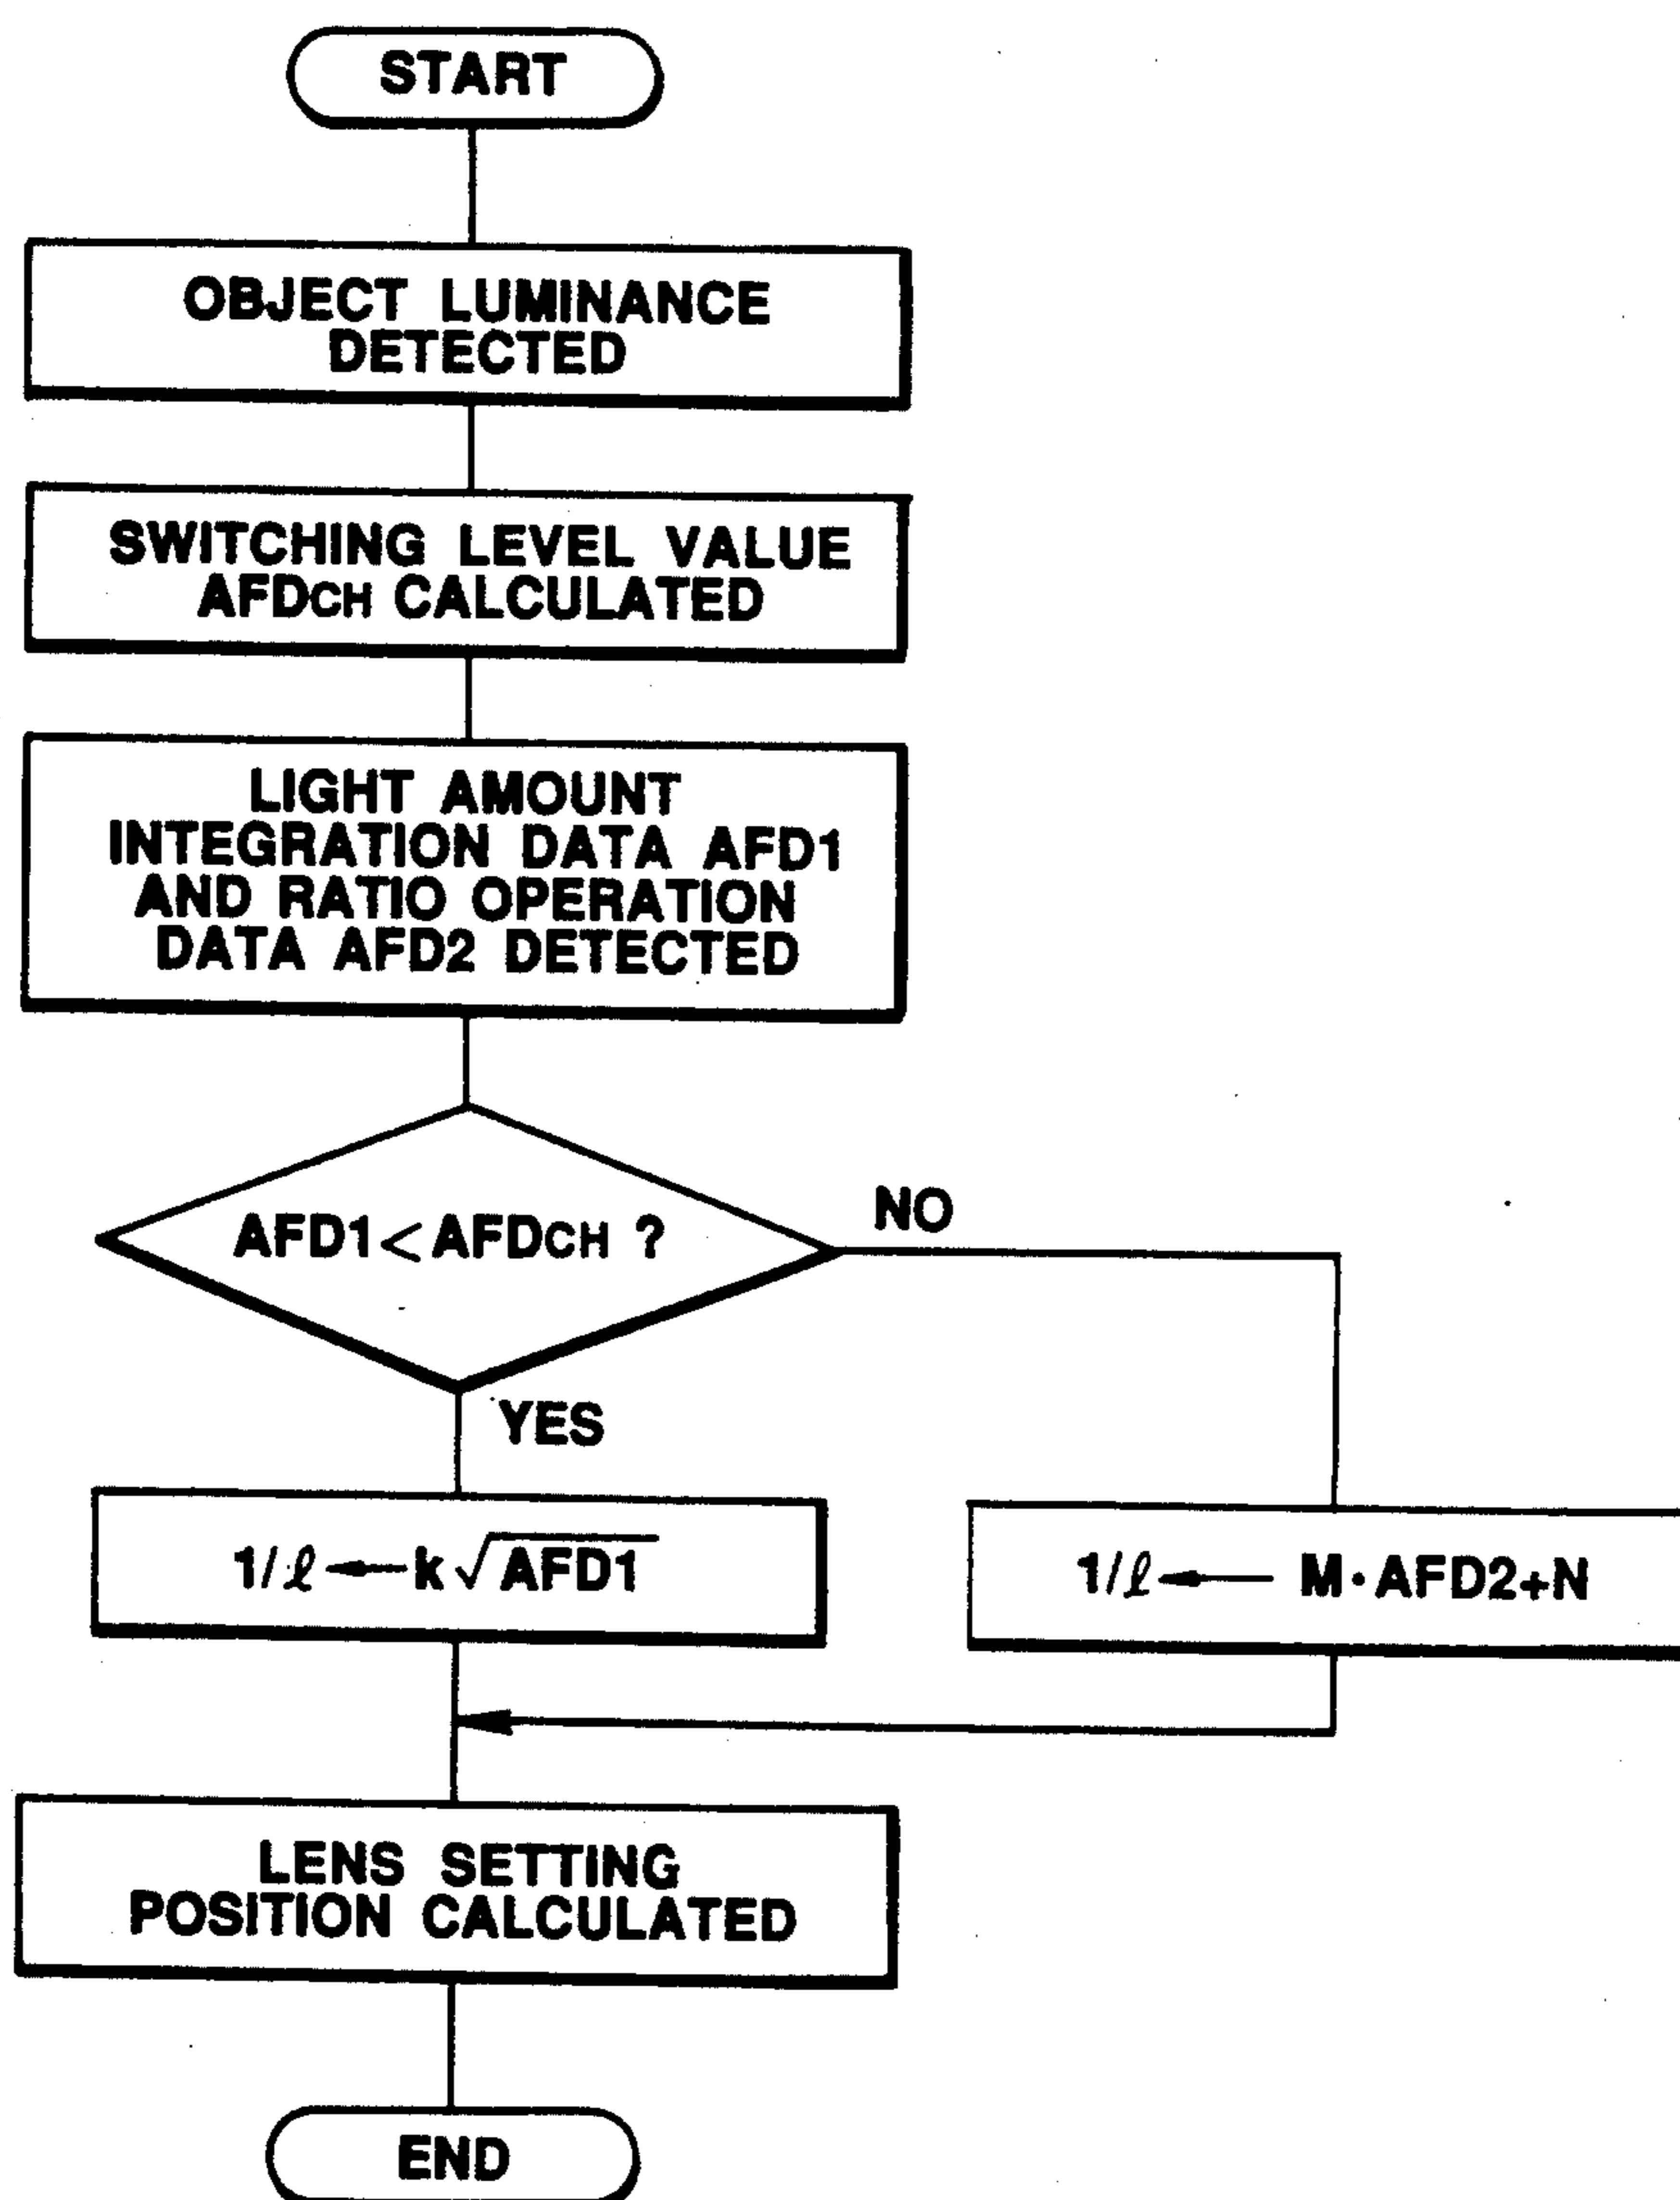 START
OBJECT LUMINANCE
DETECTED
SWITCHING LEVEL VALUE
AFDCH CALCULATED
LIGHT AMOUNT
INTEGRATION DATA AFD1
AND RATIO OPERATION
DATA AFD2 DETECTED
AFD1<AFDCH ?
NO
YES
1/ℓ ← k√AFD1
1/ℓ ← M·AFD2+N
LENS SETTING
POSITION CALCULATED
END